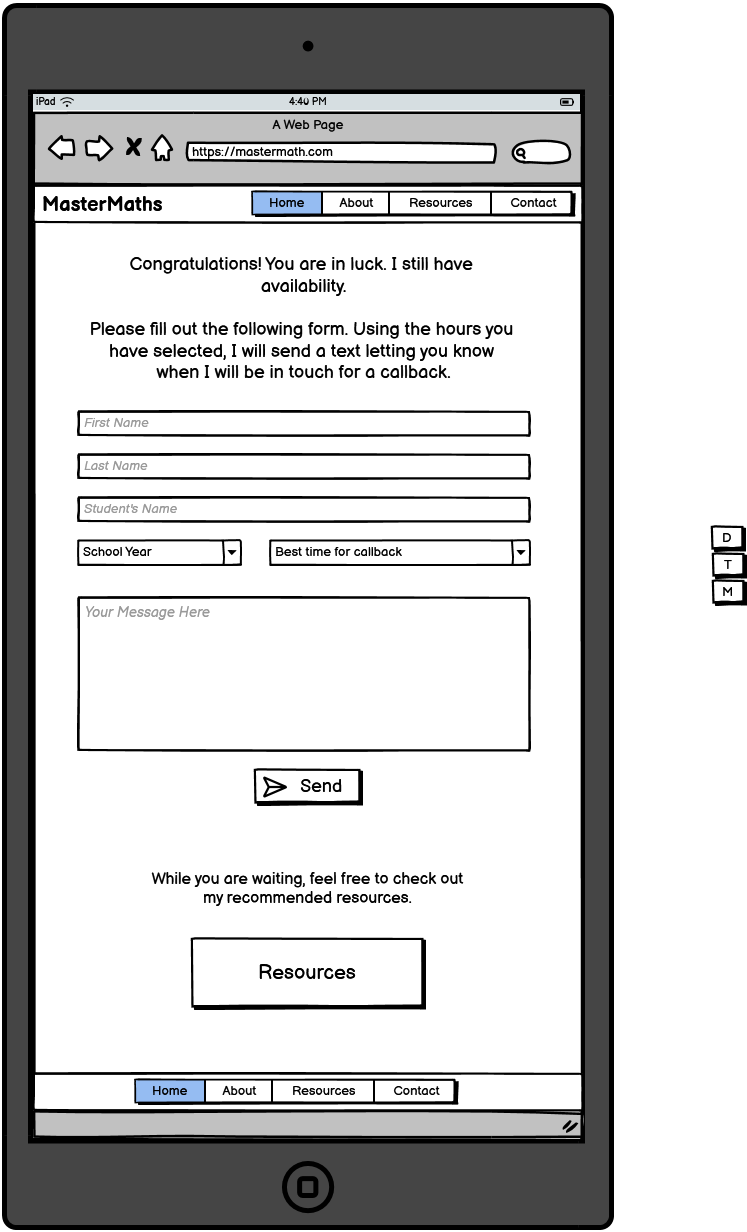 iPad 4:40 PM
A Web Page
https://mastermath.com
MasterMaths Home About Resources Contact
Congratulations! You are in luck. I still have
availability.
Please fill out the following form. Using the hours you
have selected, I will send a text letting you know
when I will be in touch for a callback.
First Name
Last Name
Student's Name
School Year Best time for callback
Your Message Here
Send
While you are waiting, feel free to check out
my recommended resources.
Resources
Home About Resources Contact
D
T
M